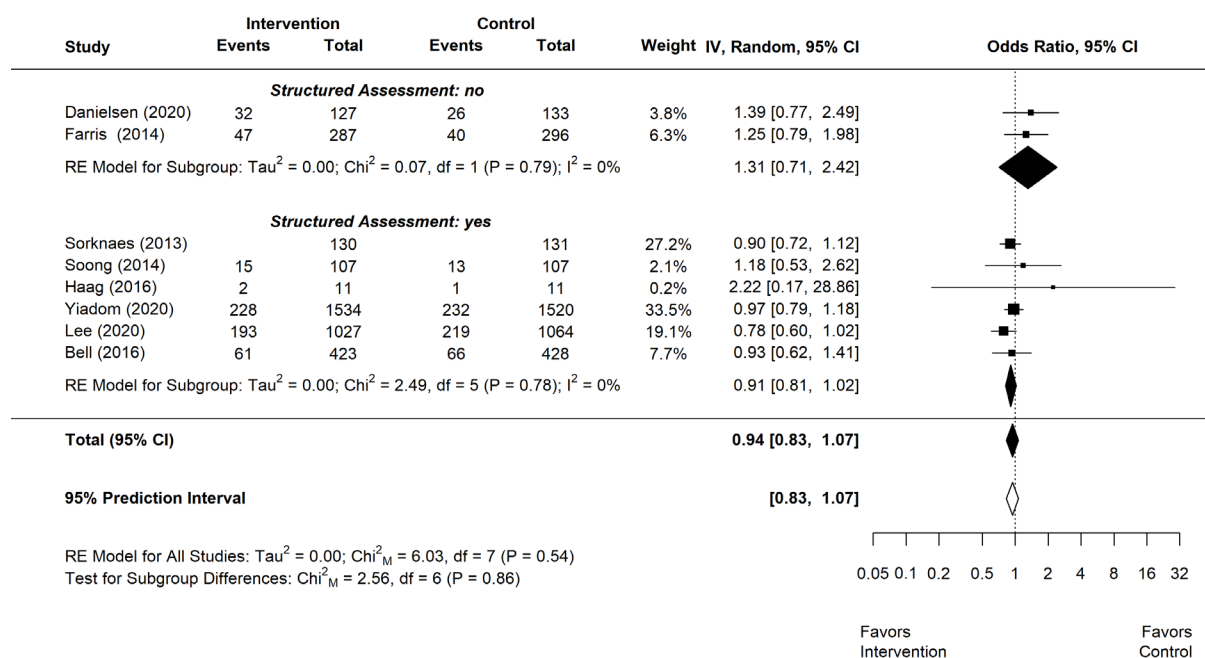 Intervention Control
Study Events Total Events Total Weight IV, Random, 95% CI Odds Ratio, 95% CI
Structured Assessment: no
Danielsen (2020) 32 127 26 133 3.8% 1.39 [0.77, 2.49]
Farris (2014) 47 287 40 296 6.3% 1.25 [0.79, 1.98]
RE Model for Subgroup: Tau² = 0.00; Chi² = 0.07, df = 1 (P = 0.79); I² = 0% 1.31 [0.71, 2.42]
Structured Assessment: yes
Sorknaes (2013) 130 131 27.2% 0.90 [0.72, 1.12]
Soong (2014) 15 107 13 107 2.1% 1.18 [0.53, 2.62]
Haag (2016) 2 11 1 11 0.2% 2.22 [0.17, 28.86]
Yiadom (2020) 228 1534 232 1520 33.5% 0.97 [0.79, 1.18]
Lee (2020) 193 1027 219 1064 19.1% 0.78 [0.60, 1.02]
Bell (2016) 61 423 66 428 7.7% 0.93 [0.62, 1.41]
RE Model for Subgroup: Tau² = 0.00; Chi² = 2.49, df = 5 (P = 0.78); I² = 0% 0.91 [0.81, 1.02]
Total (95% CI) 0.94 [0.83, 1.07]
95% Prediction Interval [0.83, 1.07]
RE Model for All Studies: Tau² = 0.00; Chi²M = 6.03, df = 7 (P = 0.54)
Test for Subgroup Differences: Chi²M = 2.56, df = 6 (P = 0.86)
0.05 0.1 0.2 0.5 1 2 4 8 16 32
Favors Favors
Intervention Control